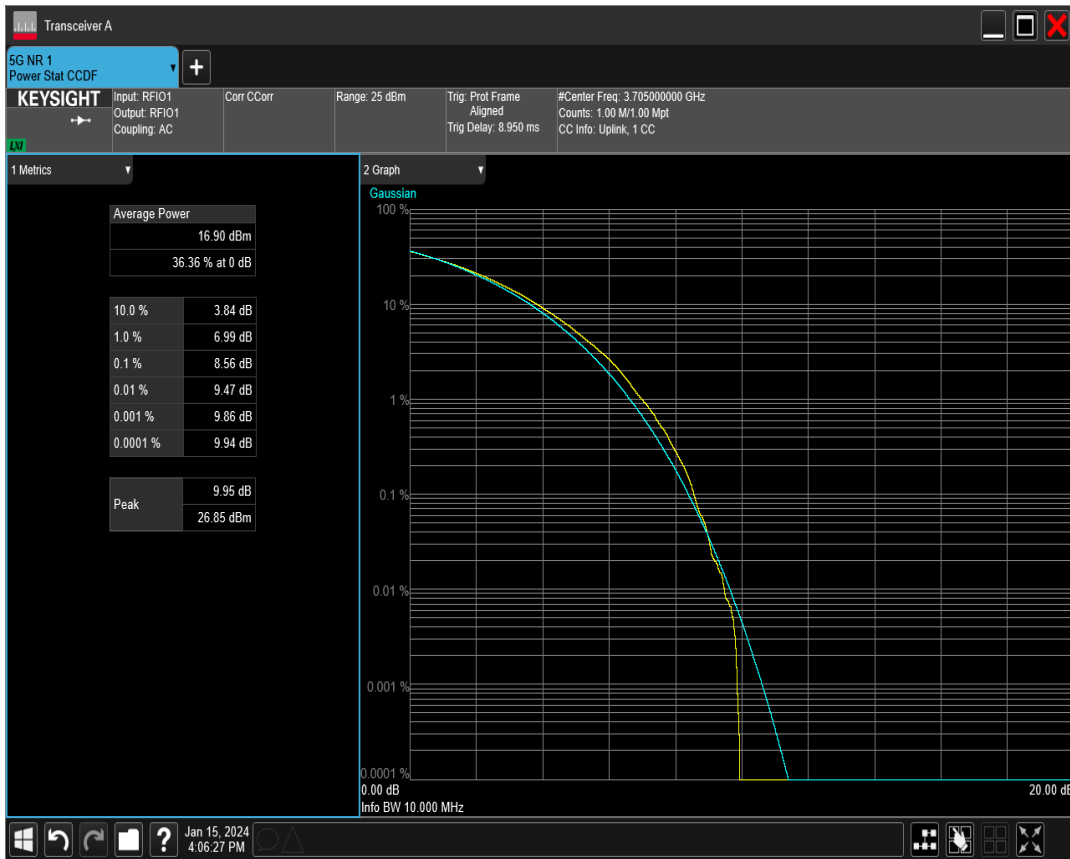 Transceiver A
5G NR 1
Power Stat CCDF
+
KEYSIGHT
LXI
Input: RFIO1
Output: RFIO1
Coupling: AC
Corr CCorr
Range: 25 dBm
Trig: Prot Frame
Aligned
Trig Delay: 8.950 ms
#Center Freq: 3.705000000 GHz
Counts: 1.00 M/1.00 Mpt
CC Info: Uplink, 1 CC
1 Metrics
Average Power
16.90 dBm
36.36 % at 0 dB
10.0 % 3.84 dB
1.0 % 6.99 dB
0.1 % 8.56 dB
0.01 % 9.47 dB
0.001 % 9.86 dB
0.0001 % 9.94 dB
Peak
9.95 dB
26.85 dBm
2 Graph
Gaussian
100 %
10 %
1 %
0.1 %
0.01 %
0.001 %
0.0001 %
0.00 dB
20.00 dB
Info BW 10.000 MHz
?
Jan 15, 2024
4:06:27 PM